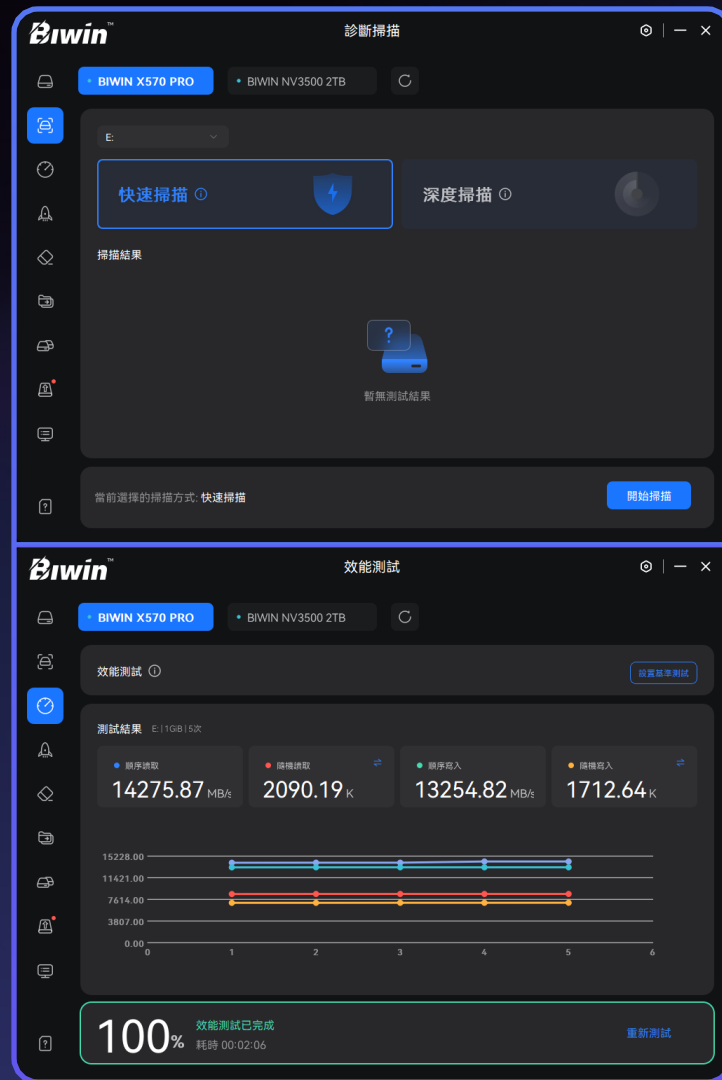 Biwin™
診斷掃描
BIWIN X570 PRO
BIWIN NV3500 2TB
E:
快速掃描
深度掃描
掃描結果
?
暫無測試結果
當前選擇的掃描方式: 快速掃描
開始掃描
Biwin™
效能測試
BIWIN X570 PRO
BIWIN NV3500 2TB
效能測試
設置基準測試
測試結果 E: | 1GiB | 5次
順序讀取
隨機讀取
順序寫入
隨機寫入
14275.87 MB/s
2090.19 K
13254.82 MB/s
1712.64 K
15228.00
11421.00
7614.00
3807.00
0.00
0 1 2 3 4 5 6
100%
效能測試已完成
耗時 00:02:06
重新測試